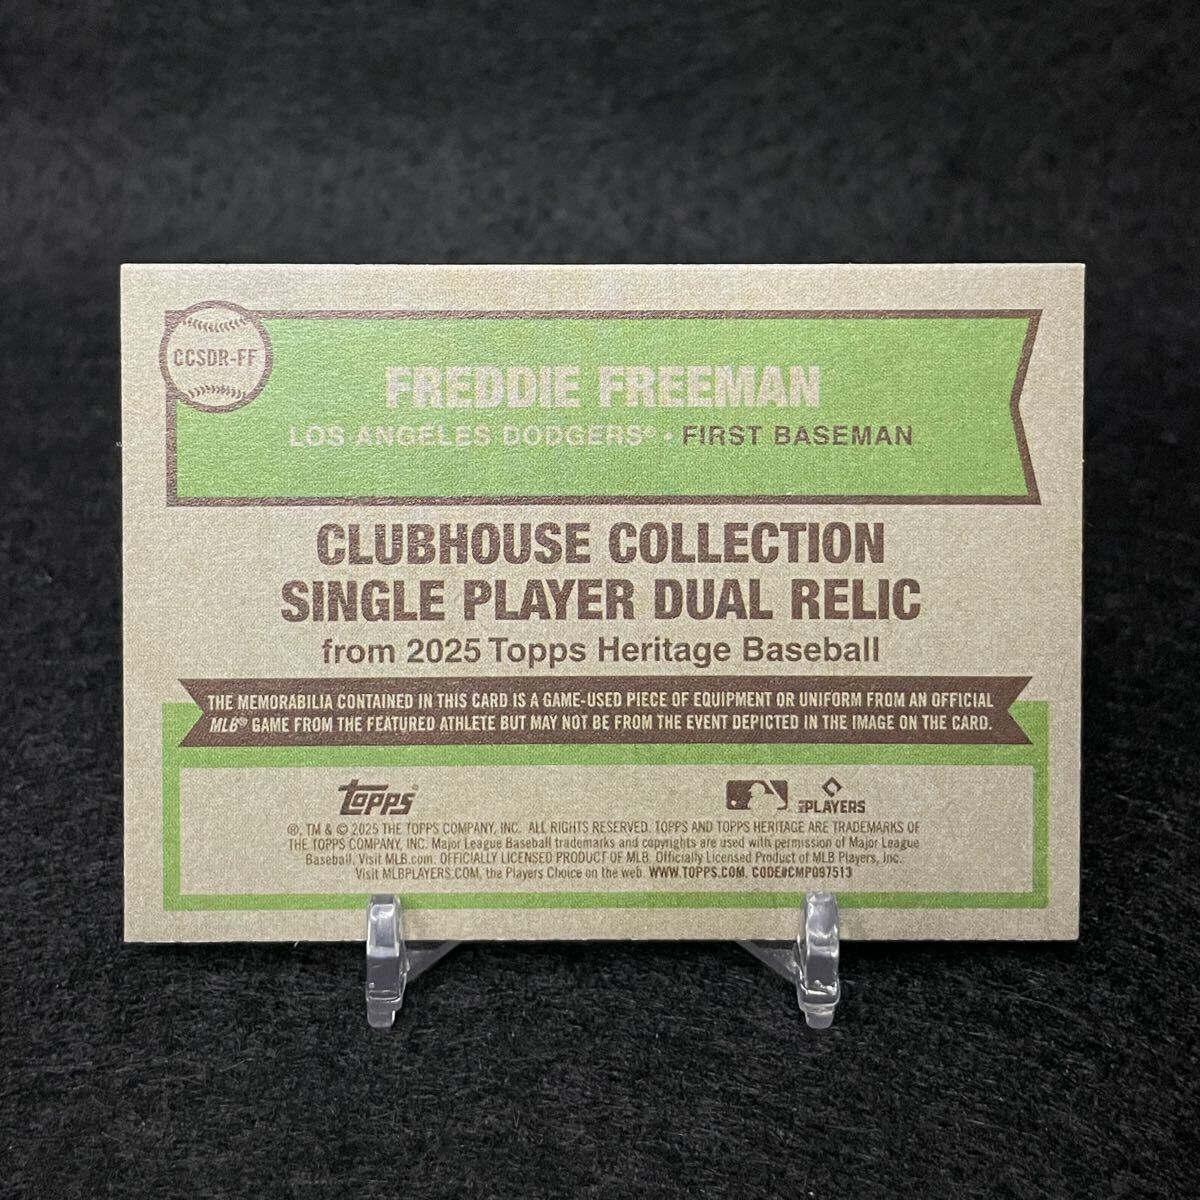 CCSDR-FF
FREDDIE FREEMAN
LOS ANGELES DODGERS® • FIRST BASEMAN
CLUBHOUSE COLLECTION
SINGLE PLAYER DUAL RELIC
from 2025 Topps Heritage Baseball
THE MEMORABILIA CONTAINED IN THIS CARD IS A GAME-USED PIECE OF EQUIPMENT OR UNIFORM FROM AN OFFICIAL
MLB® GAME FROM THE FEATURED ATHLETE BUT MAY NOT BE FROM THE EVENT DEPICTED IN THE IMAGE ON THE CARD.
Topps®
MLB PLAYERS
®, TM & © 2025 THE TOPPS COMPANY, INC. ALL RIGHTS RESERVED. TOPPS AND TOPPS HERITAGE ARE TRADEMARKS OF
THE TOPPS COMPANY, INC. Major League Baseball trademarks and copyrights are used with permission of Major League
Baseball. Visit MLB.com. OFFICIALLY LICENSED PRODUCT OF MLB. Officially Licensed Product of MLB Players, Inc.
Visit MLBPLAYERS.COM, the Players Choice on the web. WWW.TOPPS.COM. CODE#CMP097513